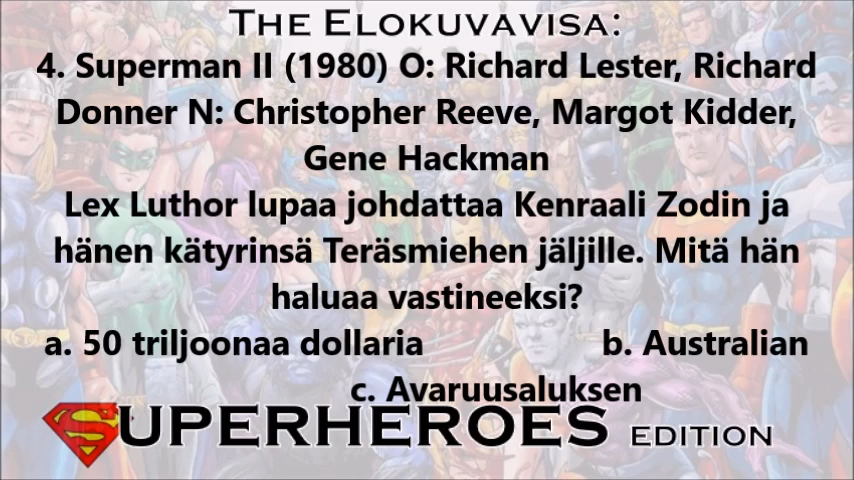 The Elokuvavisa:
4. Superman II (1980) O: Richard Lester, Richard
Donner N: Christopher Reeve, Margot Kidder,
Gene Hackman
Lex Luthor lupaa johdattaa Kenraali Zodin ja
hänen kätyrinsä Teräsmiehen jäljille. Mitä hän
haluaa vastineeksi?
a. 50 triljoonaa dollaria b. Australian
c. Avaruusaluksen
SUPERHEROES EDITION